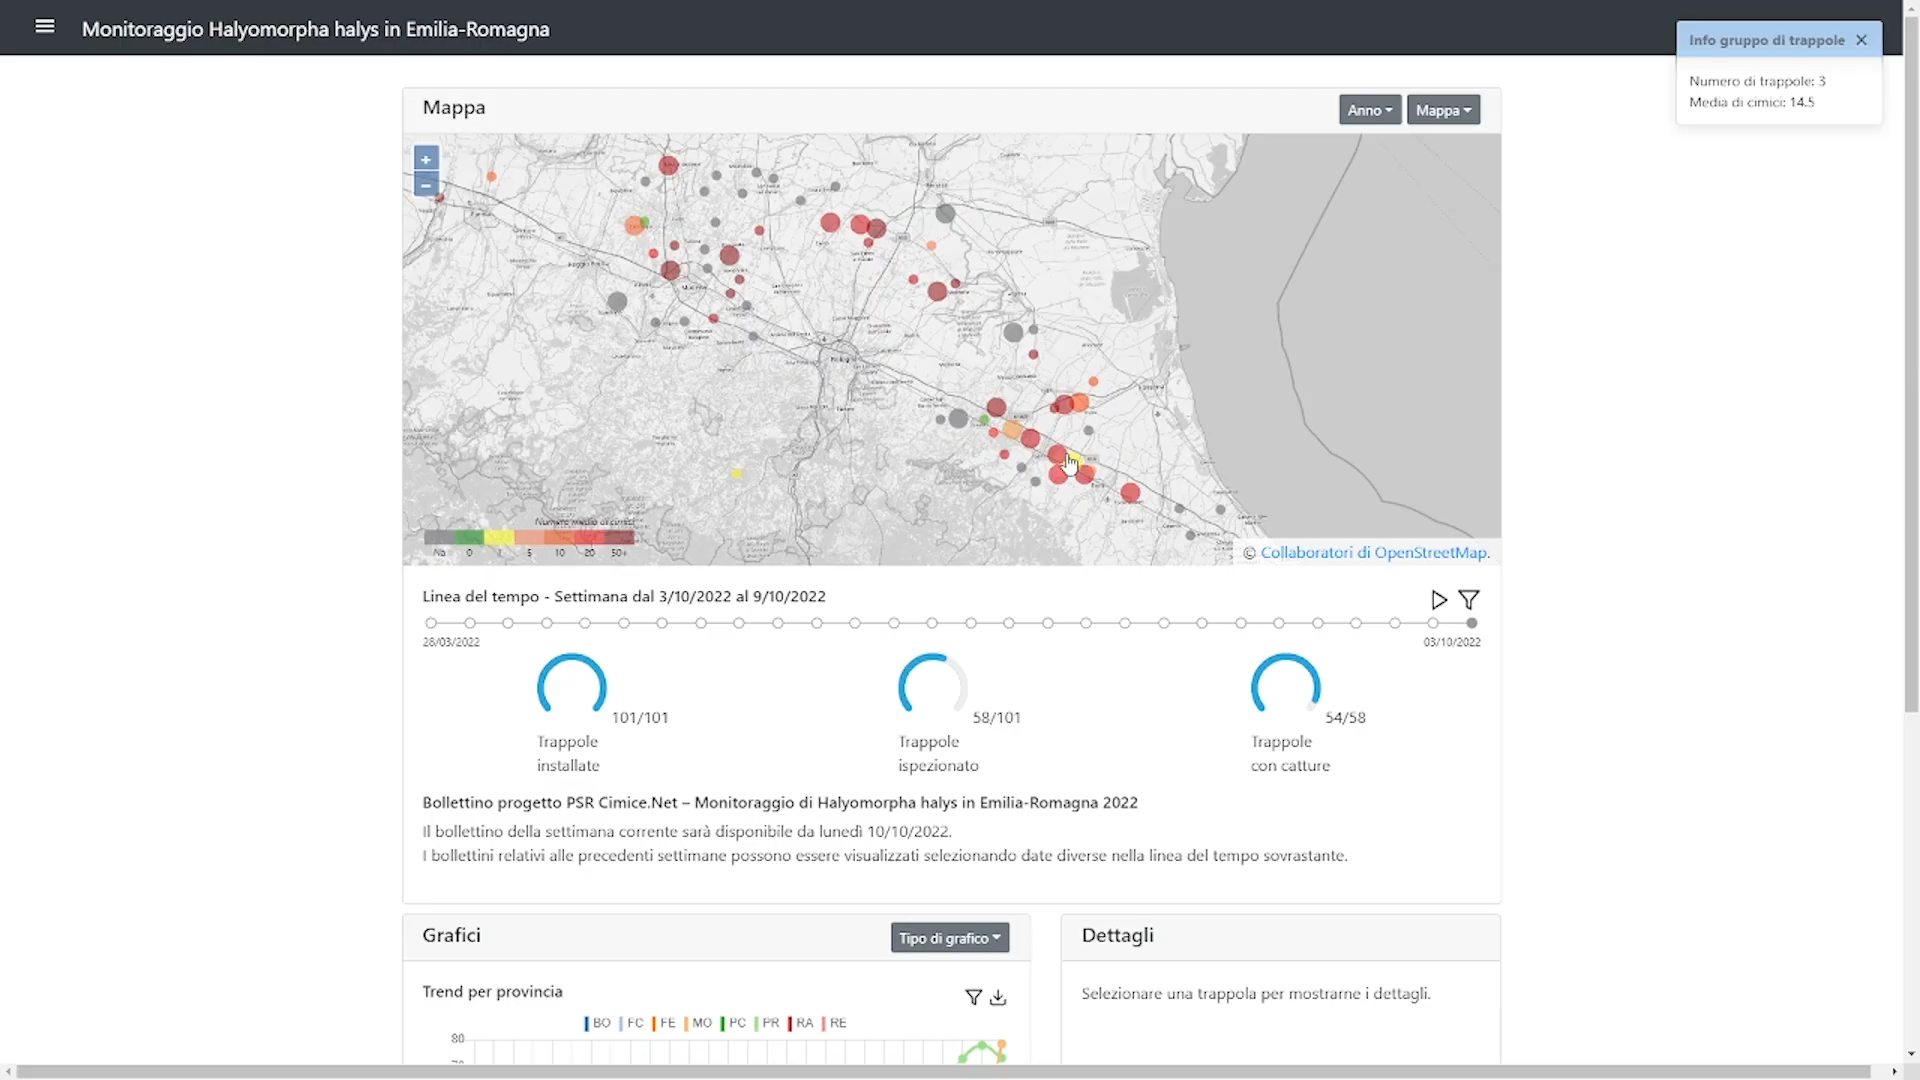 Monitoraggio Halyomorpha halys in Emilia-Romagna
Info gruppo di trappole
Numero di trappole: 3
Media di cimici: 14.5
Mappa
Anno
Mappa
+
−
Bologna
Numero medio di cimici
Na 0 1 5 10 20 50+
© Collaboratori di OpenStreetMap.
Linea del tempo - Settimana dal 3/10/2022 al 9/10/2022
28/03/2022
03/10/2022
101/101
Trappole
installate
58/101
Trappole
ispezionato
54/58
Trappole
con catture
Bollettino progetto PSR Cimice.Net – Monitoraggio di Halyomorpha halys in Emilia-Romagna 2022
Il bollettino della settimana corrente sarà disponibile da lunedì 10/10/2022.
I bollettini relativi alle precedenti settimane possono essere visualizzati selezionando date diverse nella linea del tempo sovrastante.
Grafici
Tipo di grafico
Trend per provincia
BO FC FE MO PC PR RA RE
80
Dettagli
Selezionare una trappola per mostrarne i dettagli.